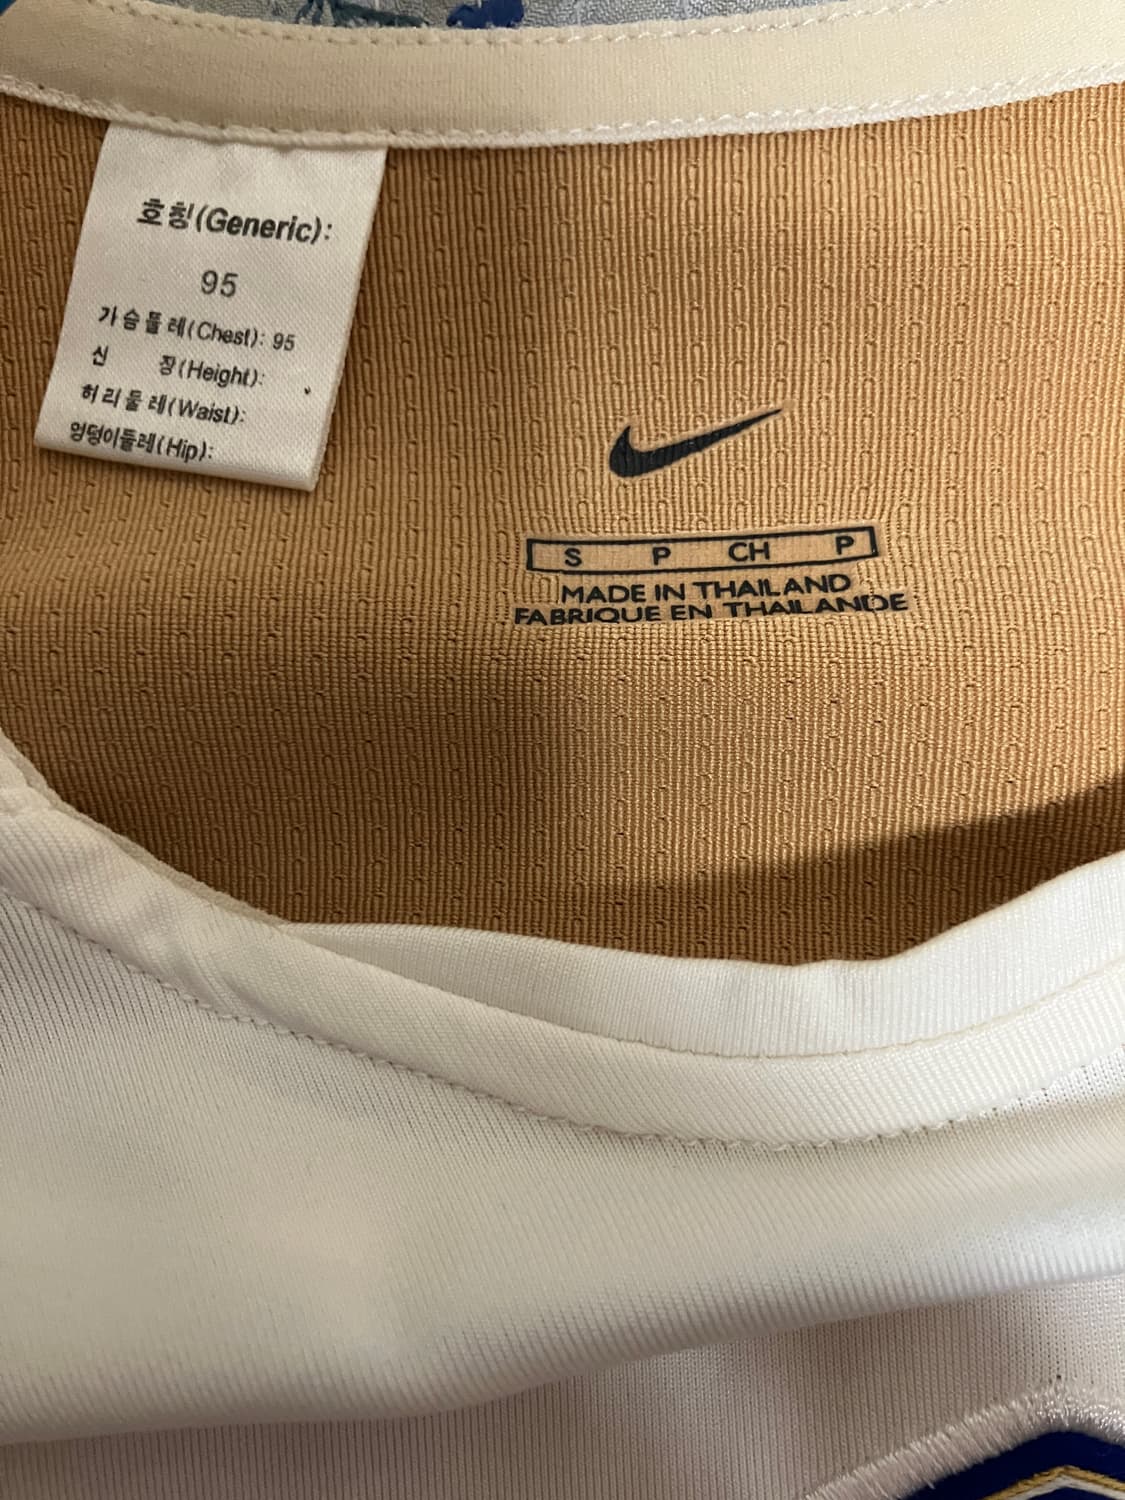 호칭(Generic):
95
가슴둘레(Chest): 95
신 장(Height):
허리둘레(Waist):
엉덩이둘레(Hip):
S P CH P
MADE IN THAILAND
FABRIQUE EN THAILANDE